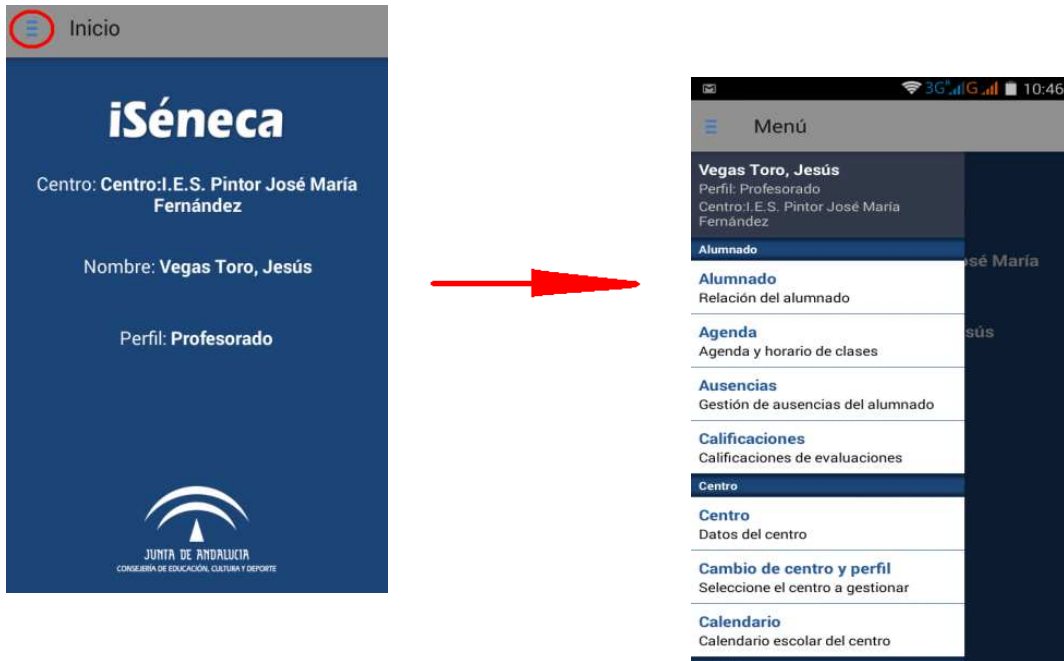 Inicio
iSéneca
Centro: Centro:I.E.S. Pintor José María
Fernández
Nombre: Vegas Toro, Jesús
Perfil: Profesorado
JUNTA DE ANDALUCIA
CONSEJERÍA DE EDUCACIÓN, CULTURA Y DEPORTE
3G G 10:46
Menú
Vegas Toro, Jesús
Perfil: Profesorado
Centro:I.E.S. Pintor José María
Fernández
Alumnado
Alumnado
Relación del alumnado
Agenda
Agenda y horario de clases
Ausencias
Gestión de ausencias del alumnado
Calificaciones
Calificaciones de evaluaciones
Centro
Centro
Datos del centro
Cambio de centro y perfil
Seleccione el centro a gestionar
Calendario
Calendario escolar del centro
osé María
sús